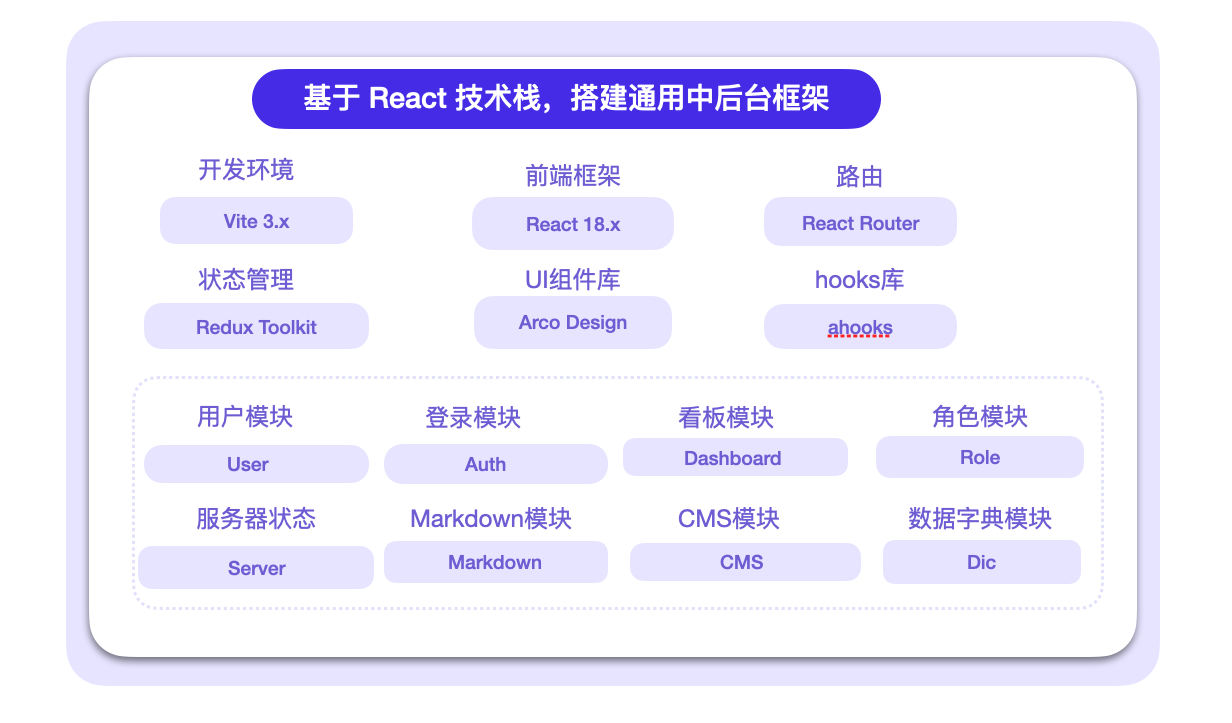 基于 React 技术栈，搭建通用中后台框架
开发环境
前端框架
路由
Vite 3.x
React 18.x
React Router
状态管理
UI组件库
hooks库
Redux Toolkit
Arco Design
ahooks
用户模块
登录模块
看板模块
角色模块
User
Auth
Dashboard
Role
服务器状态
Markdown模块
CMS模块
数据字典模块
Server
Markdown
CMS
Dic